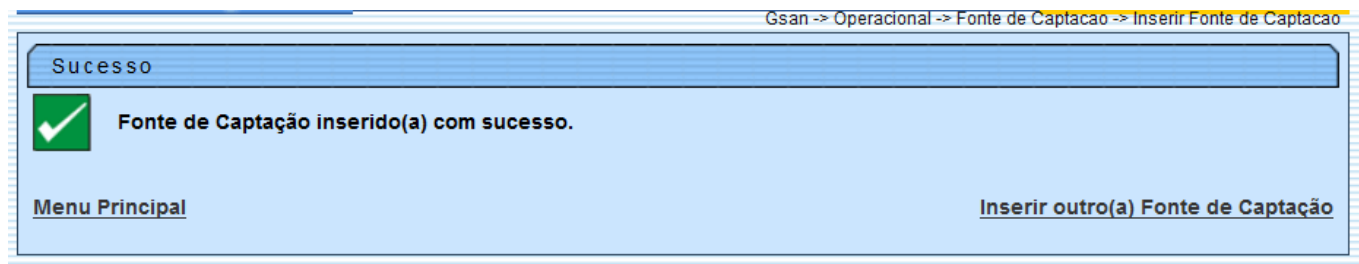 Gsan -> Operacional -> Fonte de Captacao -> Inserir Fonte de Captacao
Sucesso
Fonte de Captação inserido(a) com sucesso.
Menu Principal
Inserir outro(a) Fonte de Captação